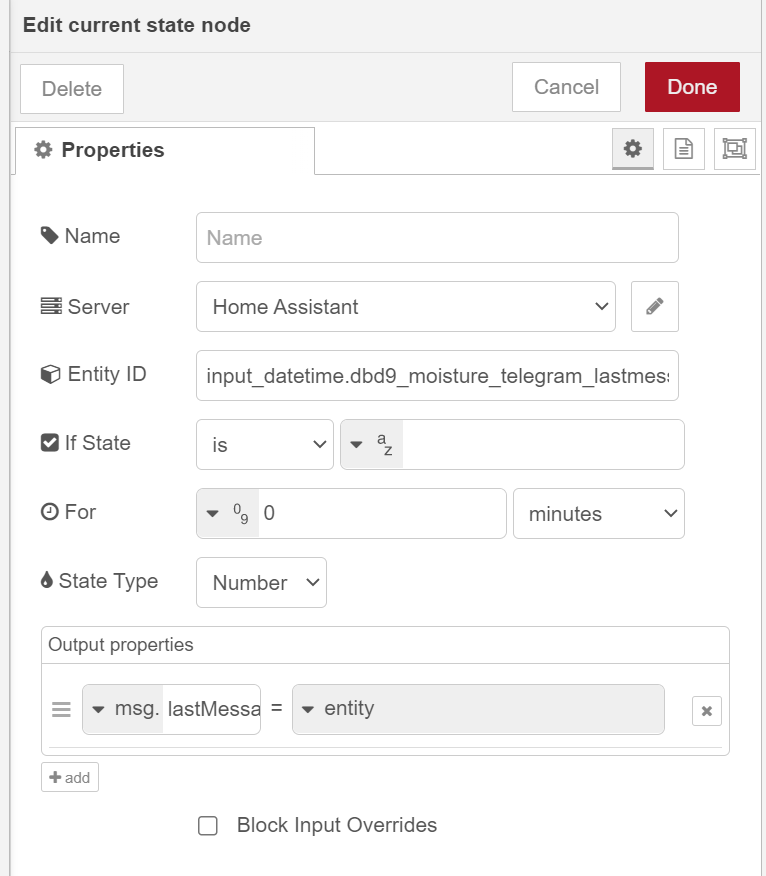 Edit current state node
Delete
Cancel
Done
Properties
Name
Name
Server
Home Assistant
Entity ID
input_datetime.dbd9_moisture_telegram_lastmes
If State
is
a
z
For
0
9
0
minutes
State Type
Number
Output properties
msg.
lastMessa
=
entity
add
Block Input Overrides